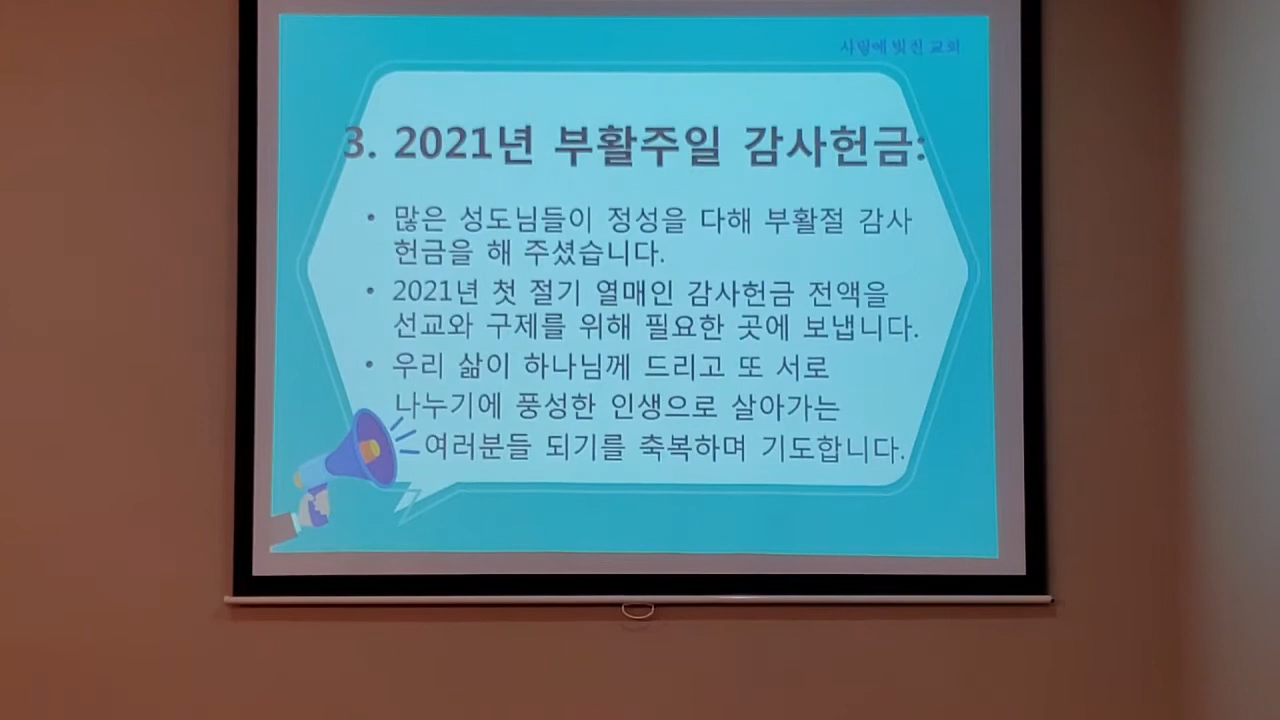 사랑에 빚진 교회
3. 2021년 부활주일 감사헌금:
• 많은 성도님들이 정성을 다해 부활절 감사
헌금을 해 주셨습니다.
• 2021년 첫 절기 열매인 감사헌금 전액을
선교와 구제를 위해 필요한 곳에 보냅니다.
• 우리 삶이 하나님께 드리고 또 서로
나누기에 풍성한 인생으로 살아가는
여러분들 되기를 축복하며 기도합니다.